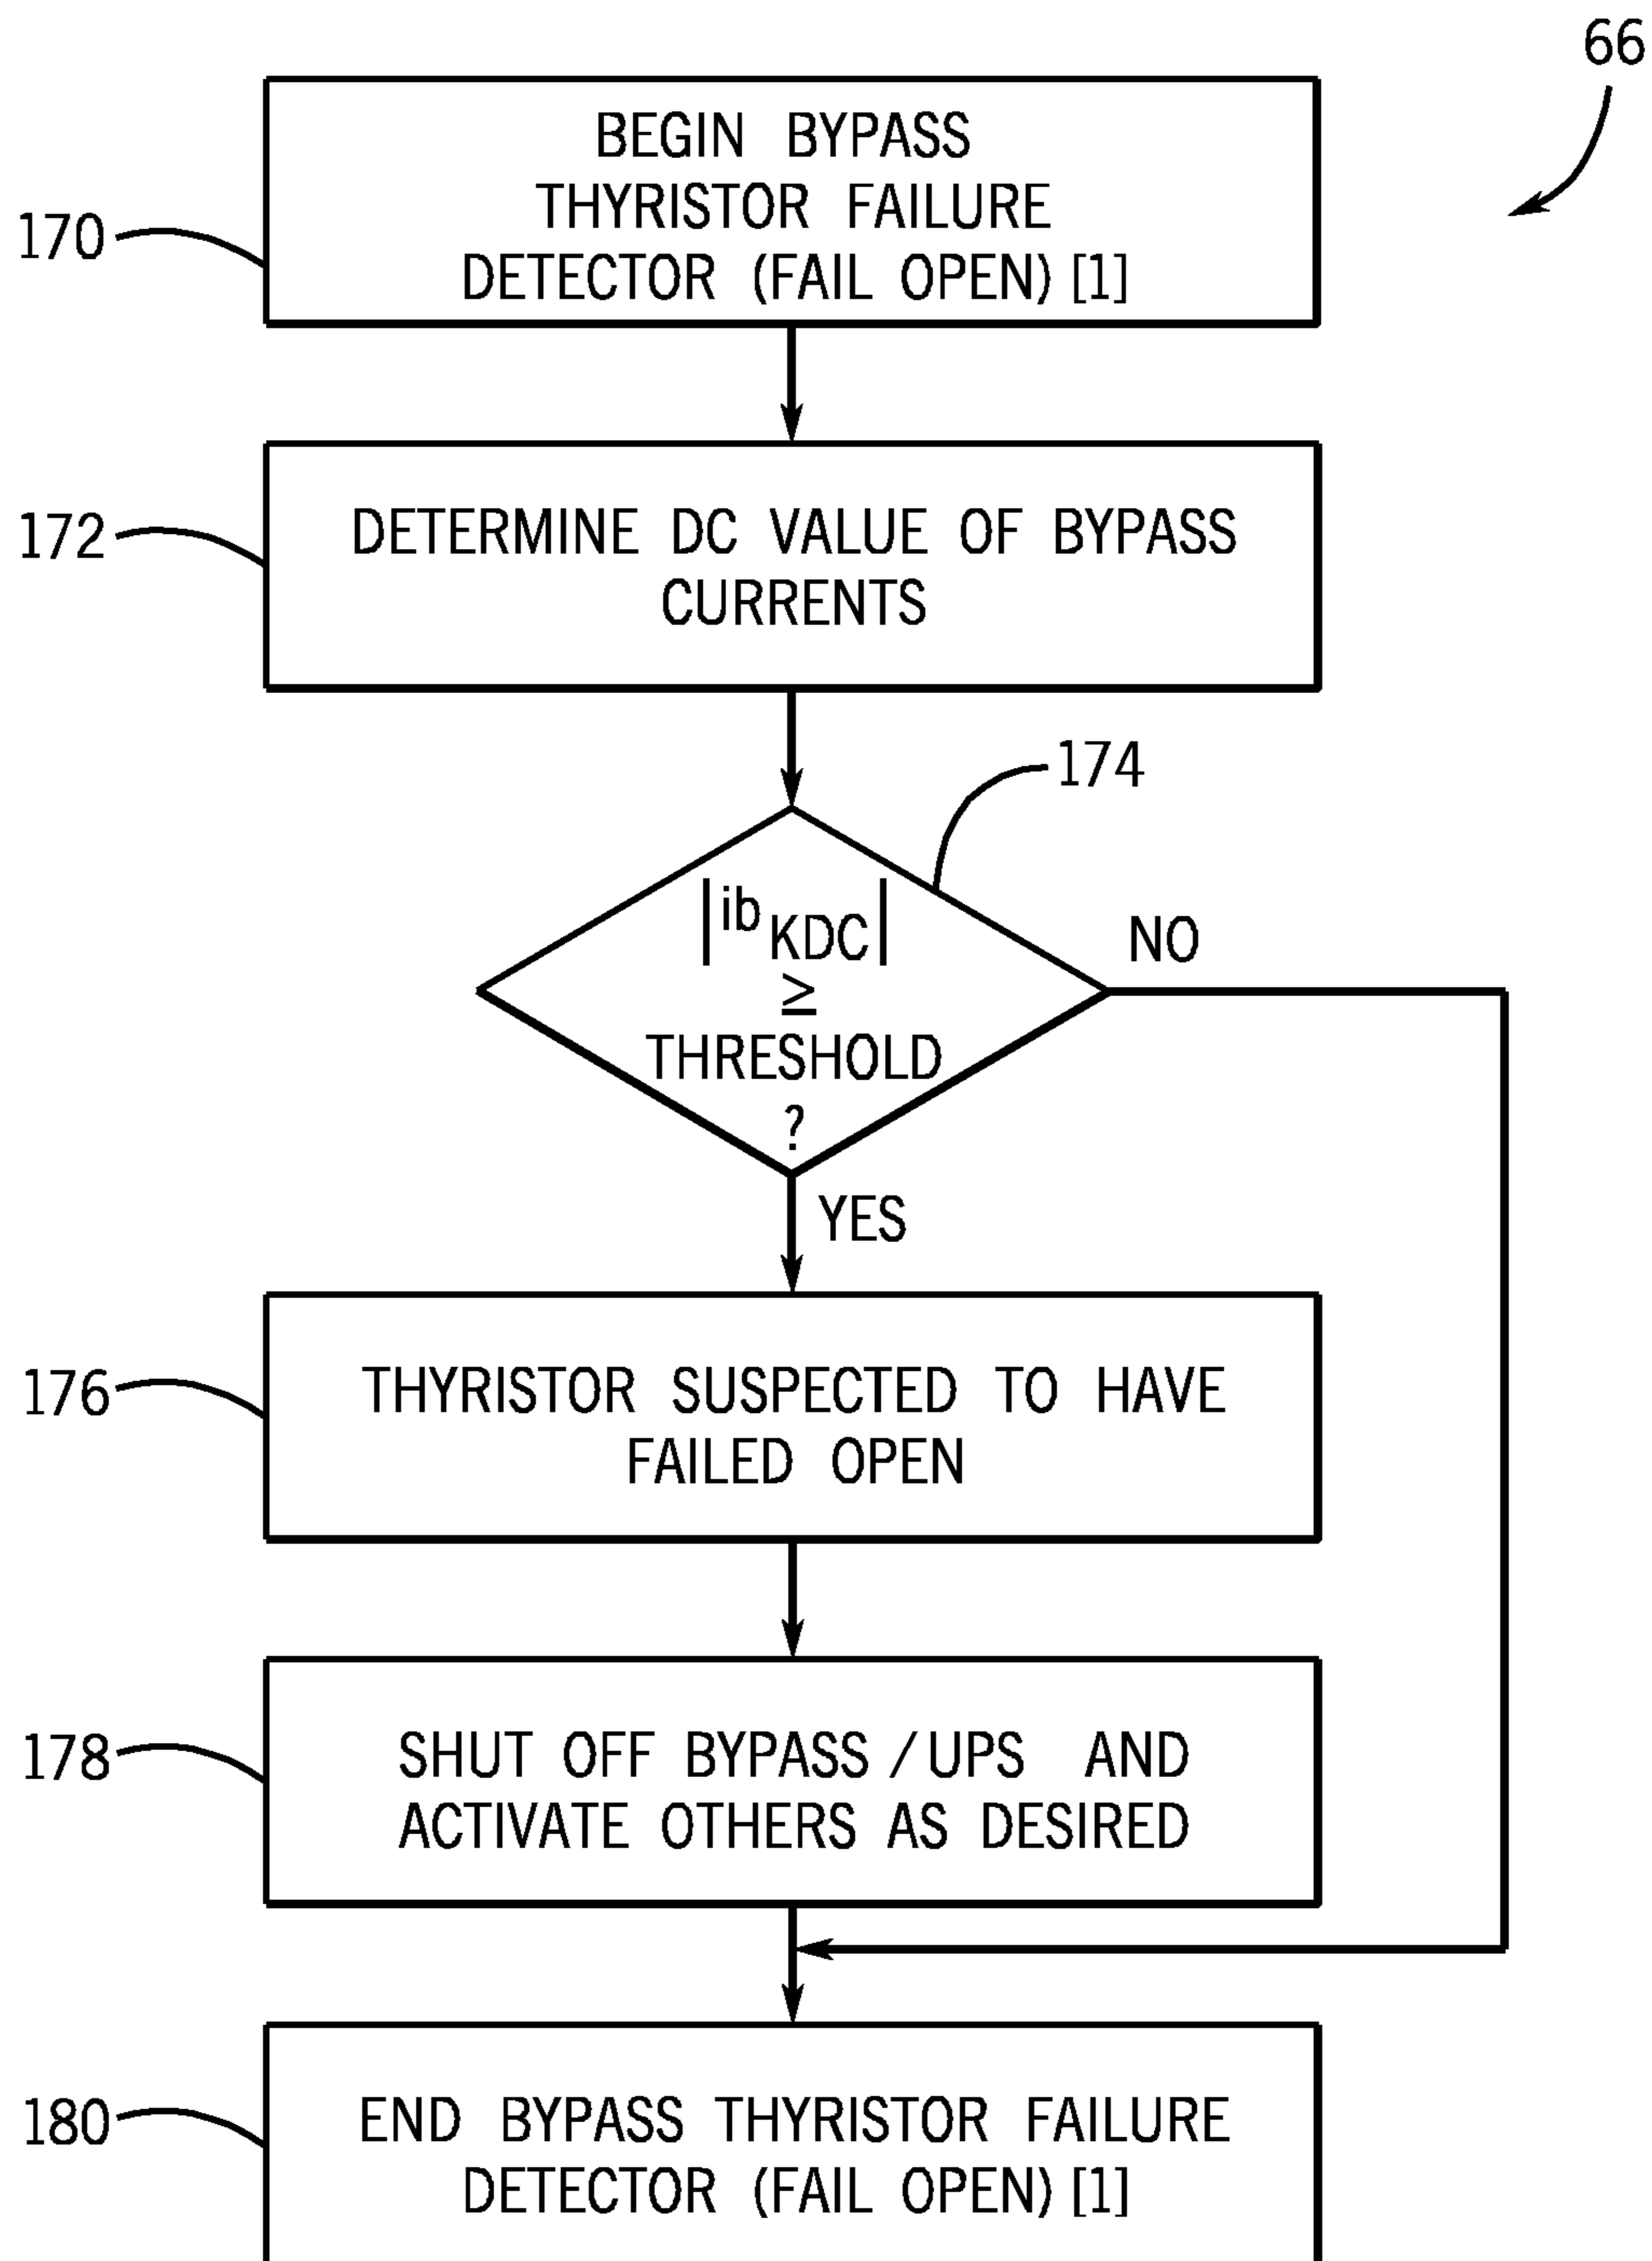 66
BEGIN BYPASS
THYRISTOR FAILURE
DETECTOR (FAIL OPEN) [1]
170
DETERMINE DC VALUE OF BYPASS
CURRENTS
172
174
|ib KDC|
≥
THRESHOLD
?
NO
YES
THYRISTOR SUSPECTED TO HAVE
FAILED OPEN
176
SHUT OFF BYPASS/UPS AND
ACTIVATE OTHERS AS DESIRED
178
END BYPASS THYRISTOR FAILURE
DETECTOR (FAIL OPEN) [1]
180